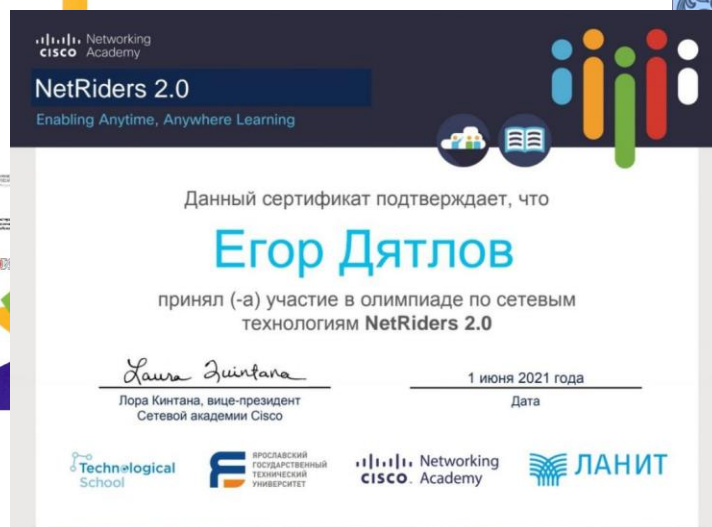 Networking
CISCO Academy
NetRiders 2.0
Enabling Anytime, Anywhere Learning
Данный сертификат подтверждает, что
Егор Дятлов
принял (-а) участие в олимпиаде по сетевым
технологиям NetRiders 2.0
Laura Quintana
1 июня 2021 года
Лора Кинтана, вице-президент
Сетевой академии Cisco
Дата
Technological
School
ЯРОСЛАВСКИЙ
ГОСУДАРСТВЕННЫЙ
ТЕХНИЧЕСКИЙ
УНИВЕРСИТЕТ
Networking
CISCO. Academy
ЛАНИТ